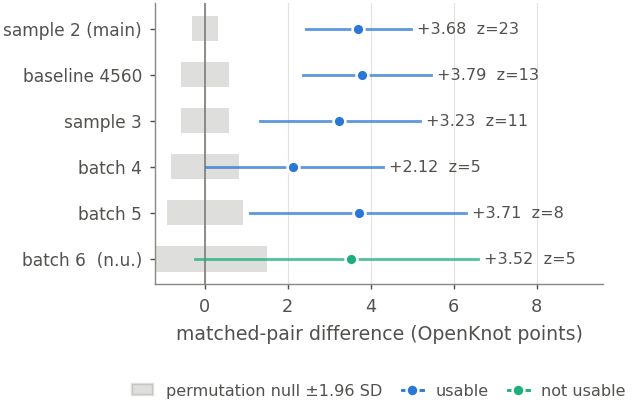 sample 2 (main) +3.68 z=23
baseline 4560 +3.79 z=13
sample 3 +3.23 z=11
batch 4 +2.12 z=5
batch 5 +3.71 z=8
batch 6 (n.u.) +3.52 z=5
0 2 4 6 8
matched-pair difference (OpenKnot points)
permutation null ±1.96 SD usable not usable